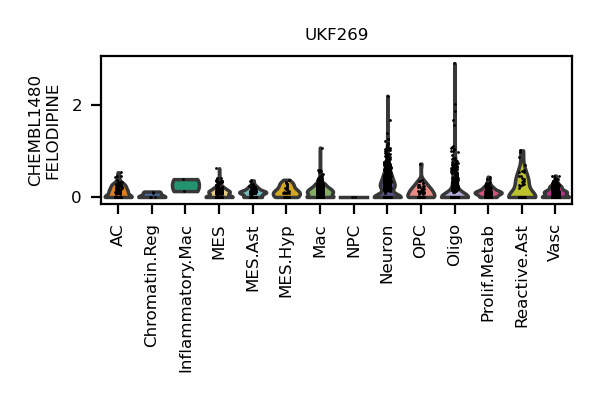 UKF269
CHEMBL1480
FELODIPINE
2
0
AC
Chromatin.Reg
Inflammatory.Mac
MES
MES.Ast
MES.Hyp
Mac
NPC
Neuron
OPC
Oligo
Prolif.Metab
Reactive.Ast
Vasc